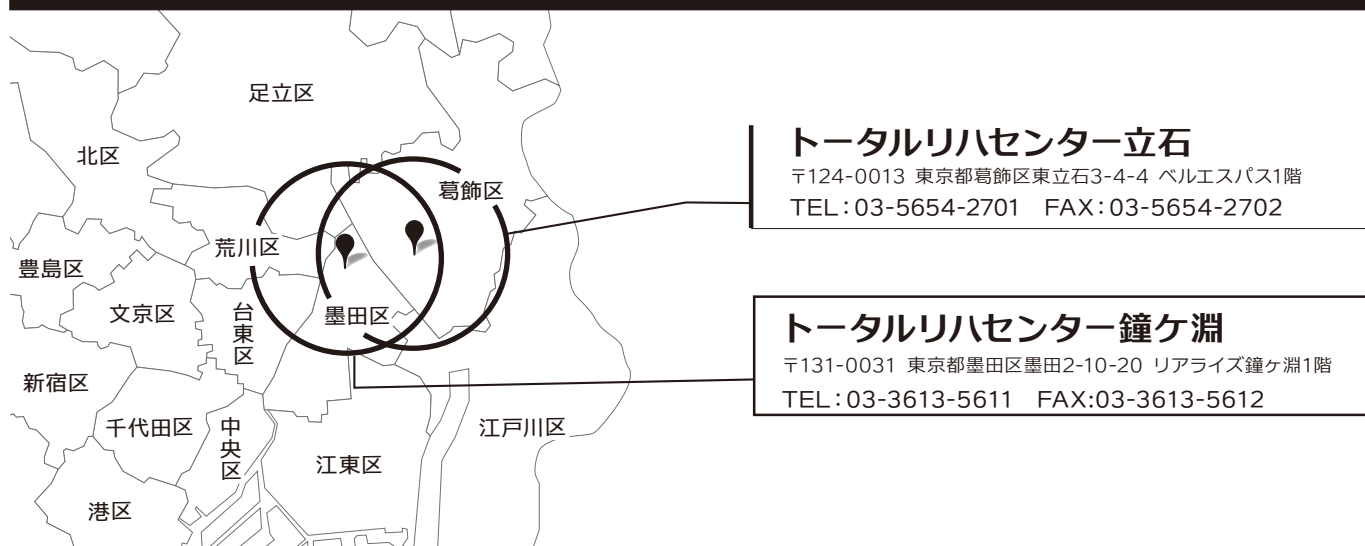 足立区
北区
葛飾区
荒川区
豊島区
文京区
台東区
墨田区
新宿区
千代田区
中央区
江東区
江戸川区
港区
トータルリハセンター立石
〒124-0013 東京都葛飾区東立石3-4-4 ベルエスパス1階
TEL：03-5654-2701 FAX：03-5654-2702
トータルリハセンター鐘ケ淵
〒131-0031 東京都墨田区墨田2-10-20 リアライズ鐘ヶ淵1階
TEL：03-3613-5611 FAX:03-3613-5612